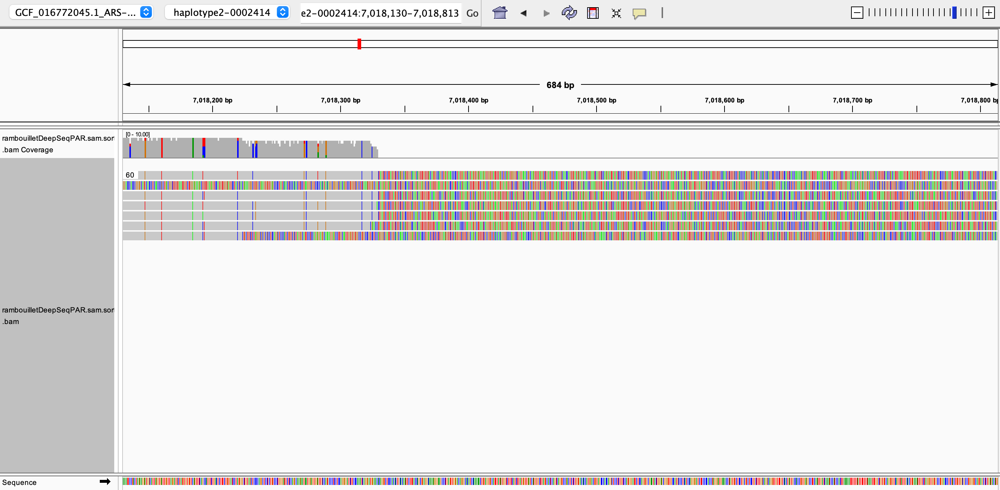 GCF_016772045.1_ARS-... haplotype2-0002414 e2-0002414:7,018,130-7,018,813 Go
684 bp
7,018,200 bp 7,018,300 bp 7,018,400 bp 7,018,500 bp 7,018,600 bp 7,018,700 bp 7,018,800 bp
[0 - 10.00]
rambouilletDeepSeqPAR.sam.sort
.bam Coverage
60
rambouilletDeepSeqPAR.sam.sort
.bam
Sequence